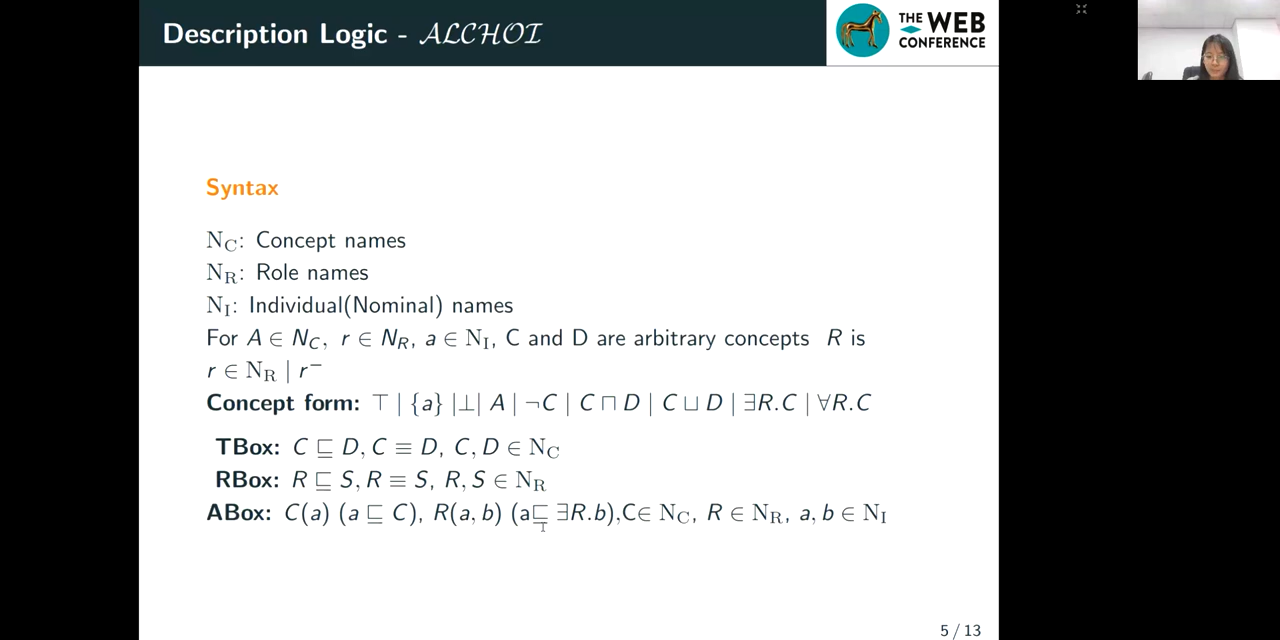 Description Logic - 𝒜ℒ𝒞ℋ𝒪ℐ
THE WEB
CONFERENCE
Syntax
N_C: Concept names
N_R: Role names
N_I: Individual(Nominal) names
For A ∈ N_C, r ∈ N_R, a ∈ N_I, C and D are arbitrary concepts R is
r ∈ N_R | r⁻
Concept form: ⊤ | {a} |⊥| A | ¬C | C ⊓ D | C ⊔ D | ∃R.C | ∀R.C
TBox: C ⊑ D, C ≡ D, C, D ∈ N_C
RBox: R ⊑ S, R ≡ S, R, S ∈ N_R
ABox: C(a) (a ⊑ C), R(a, b) (a⊑ ∃R.b),C∈ N_C, R ∈ N_R, a, b ∈ N_I
5 / 13